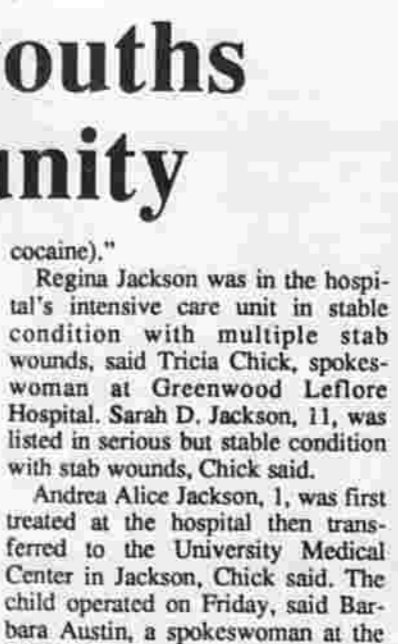 ouths
unity
cocaine)."
Regina Jackson was in the hospi-
tal's intensive care unit in stable
condition with multiple stab
wounds, said Tricia Chick, spokes-
woman at Greenwood Leflore
Hospital. Sarah D. Jackson, 11, was
listed in serious but stable condition
with stab wounds, Chick said.
Andrea Alice Jackson, 1, was first
treated at the hospital then trans-
ferred to the University Medical
Center in Jackson, Chick said. The
child operated on Friday, said Bar-
bara Austin, a spokeswoman at the